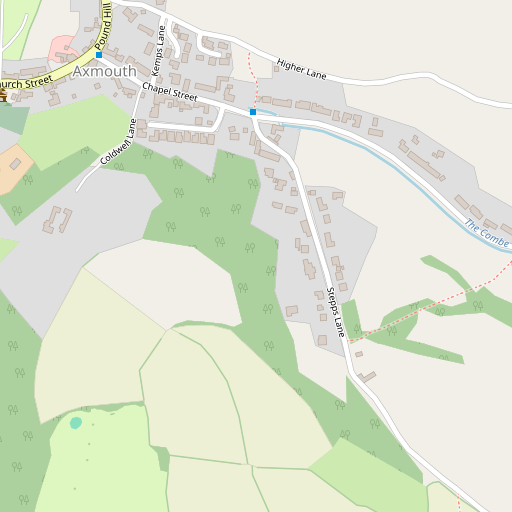 Pound Hill
Kemps Lane
Axmouth
Higher Lane
urch Street
Chapel Street
Coldwell Lane
The Combe
Stepps Lane